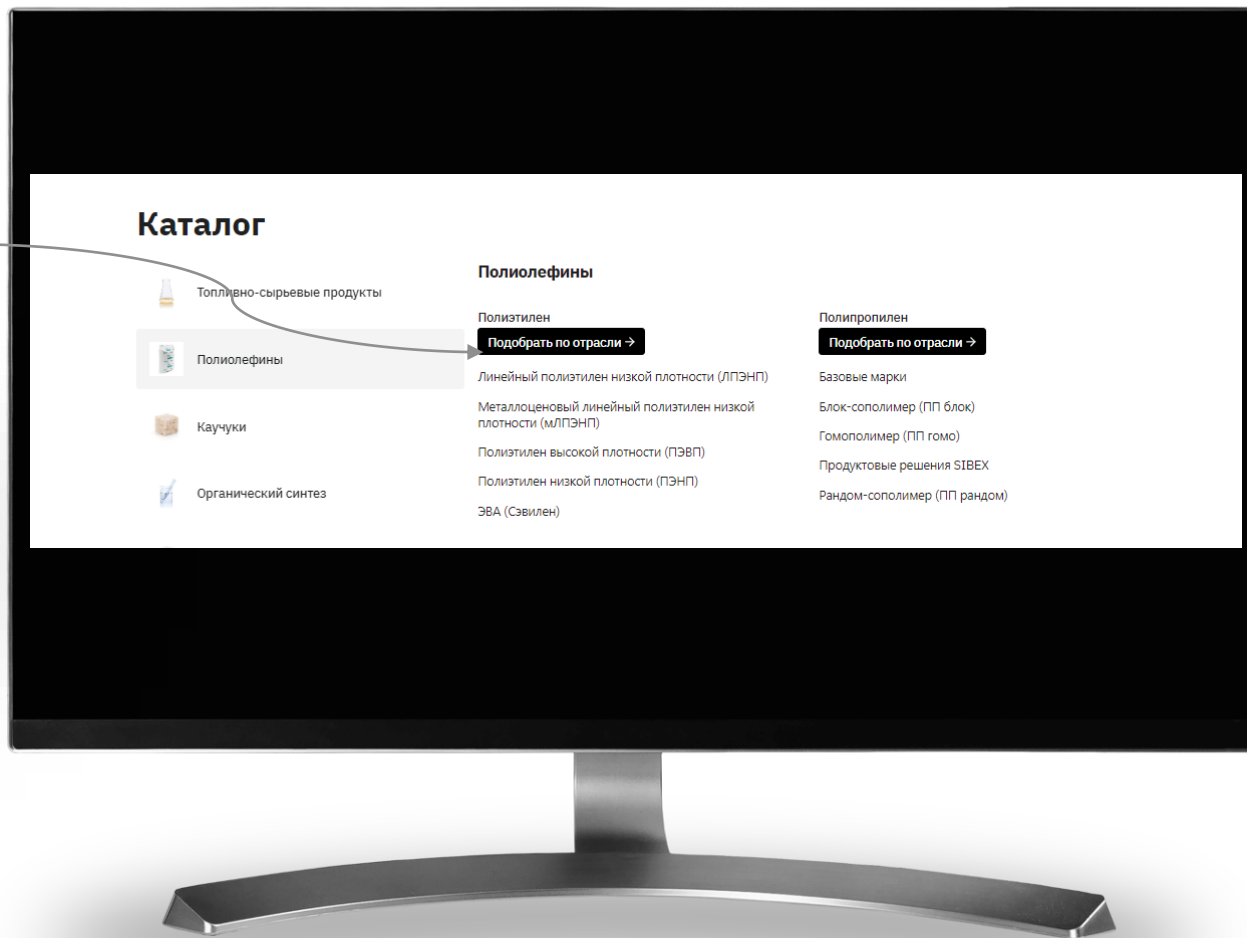 Каталог
Топливно-сырьевые продукты
Полиолефины
Каучуки
Органический синтез
Полиолефины
Полиэтилен
Подобрать по отрасли →
Линейный полиэтилен низкой плотности (ЛПЭНП)
Металлоценовый линейный полиэтилен низкой
плотности (мЛПЭНП)
Полиэтилен высокой плотности (ПЭВП)
Полиэтилен низкой плотности (ПЭНП)
ЭВА (Сэвилен)
Полипропилен
Подобрать по отрасли →
Базовые марки
Блок-сополимер (ПП блок)
Гомополимер (ПП гомо)
Продуктовые решения SIBEX
Рандом-сополимер (ПП рандом)